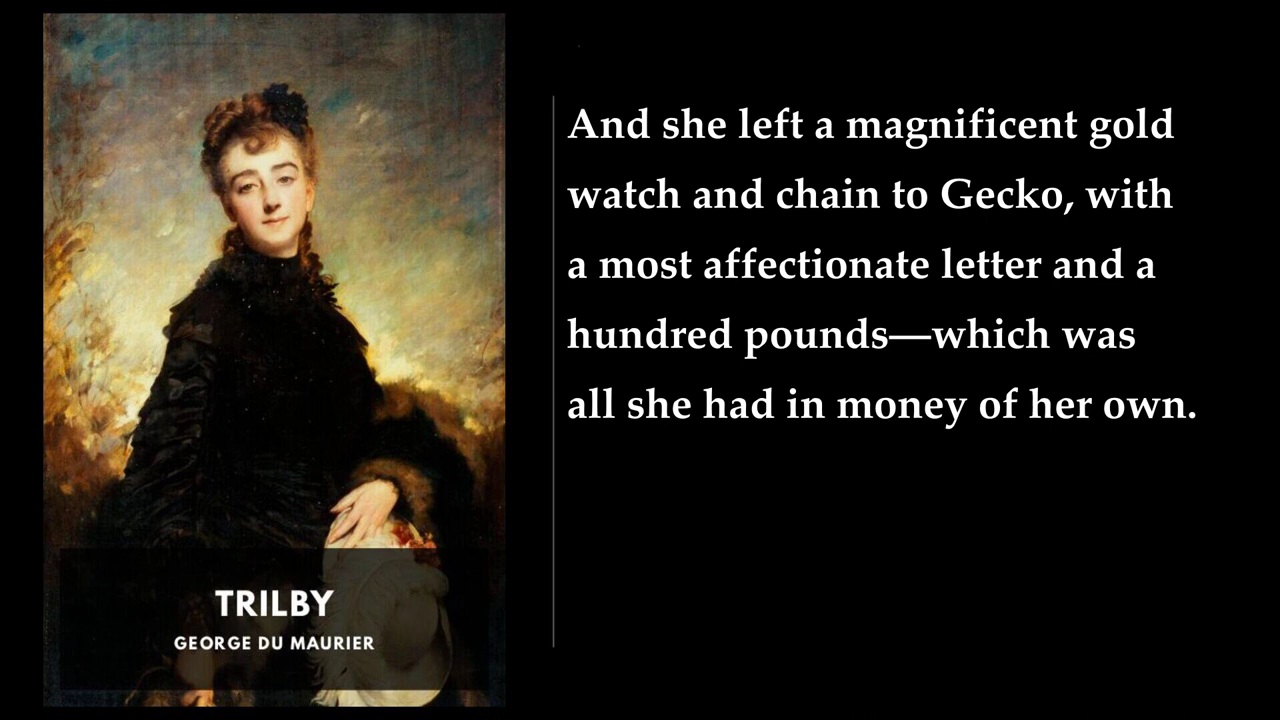 TRILBY
GEORGE DU MAURIER
And she left a magnificent gold
watch and chain to Gecko, with
a most affectionate letter and a
hundred pounds—which was
all she had in money of her own.